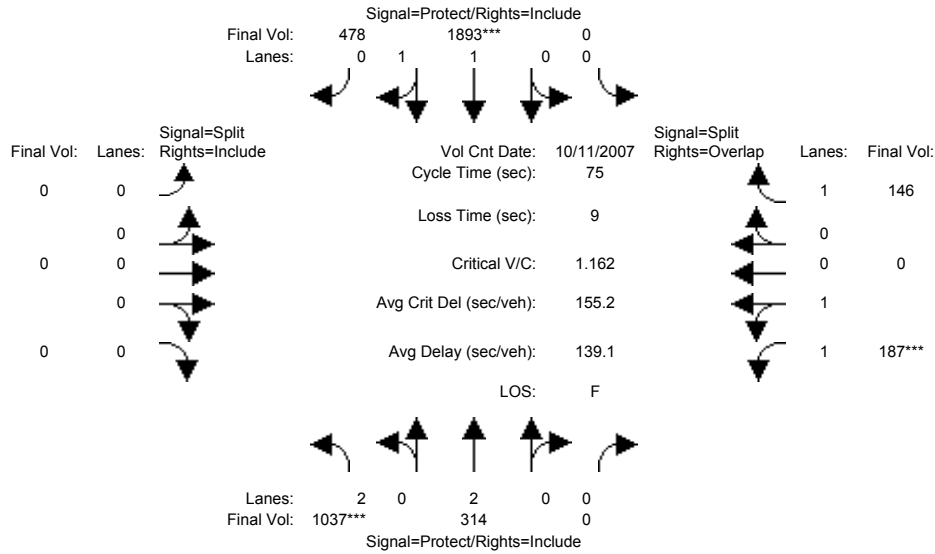 Signal=Protect/Rights=Include
Final Vol: 478 1893*** 0
Lanes: 0 1 1 0 0
Signal=Split Signal=Split
Final Vol: Lanes: Rights=Include Vol Cnt Date: 10/11/2007 Rights=Overlap Lanes: Final Vol:
Cycle Time (sec): 75
0 0 1 146
Loss Time (sec): 9
0 0
0 0 Critical V/C: 1.162 0 0
0 Avg Crit Del (sec/veh): 155.2 1
0 0 Avg Delay (sec/veh): 139.1 1 187***
LOS: F
Lanes: 2 0 2 0 0
Final Vol: 1037*** 314 0
Signal=Protect/Rights=Include